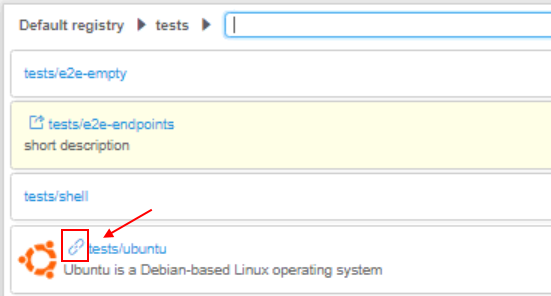 Default registry ▶ tests ▶
tests/e2e-empty
tests/e2e-endpoints
short description
tests/shell
tests/ubuntu
Ubuntu is a Debian-based Linux operating system